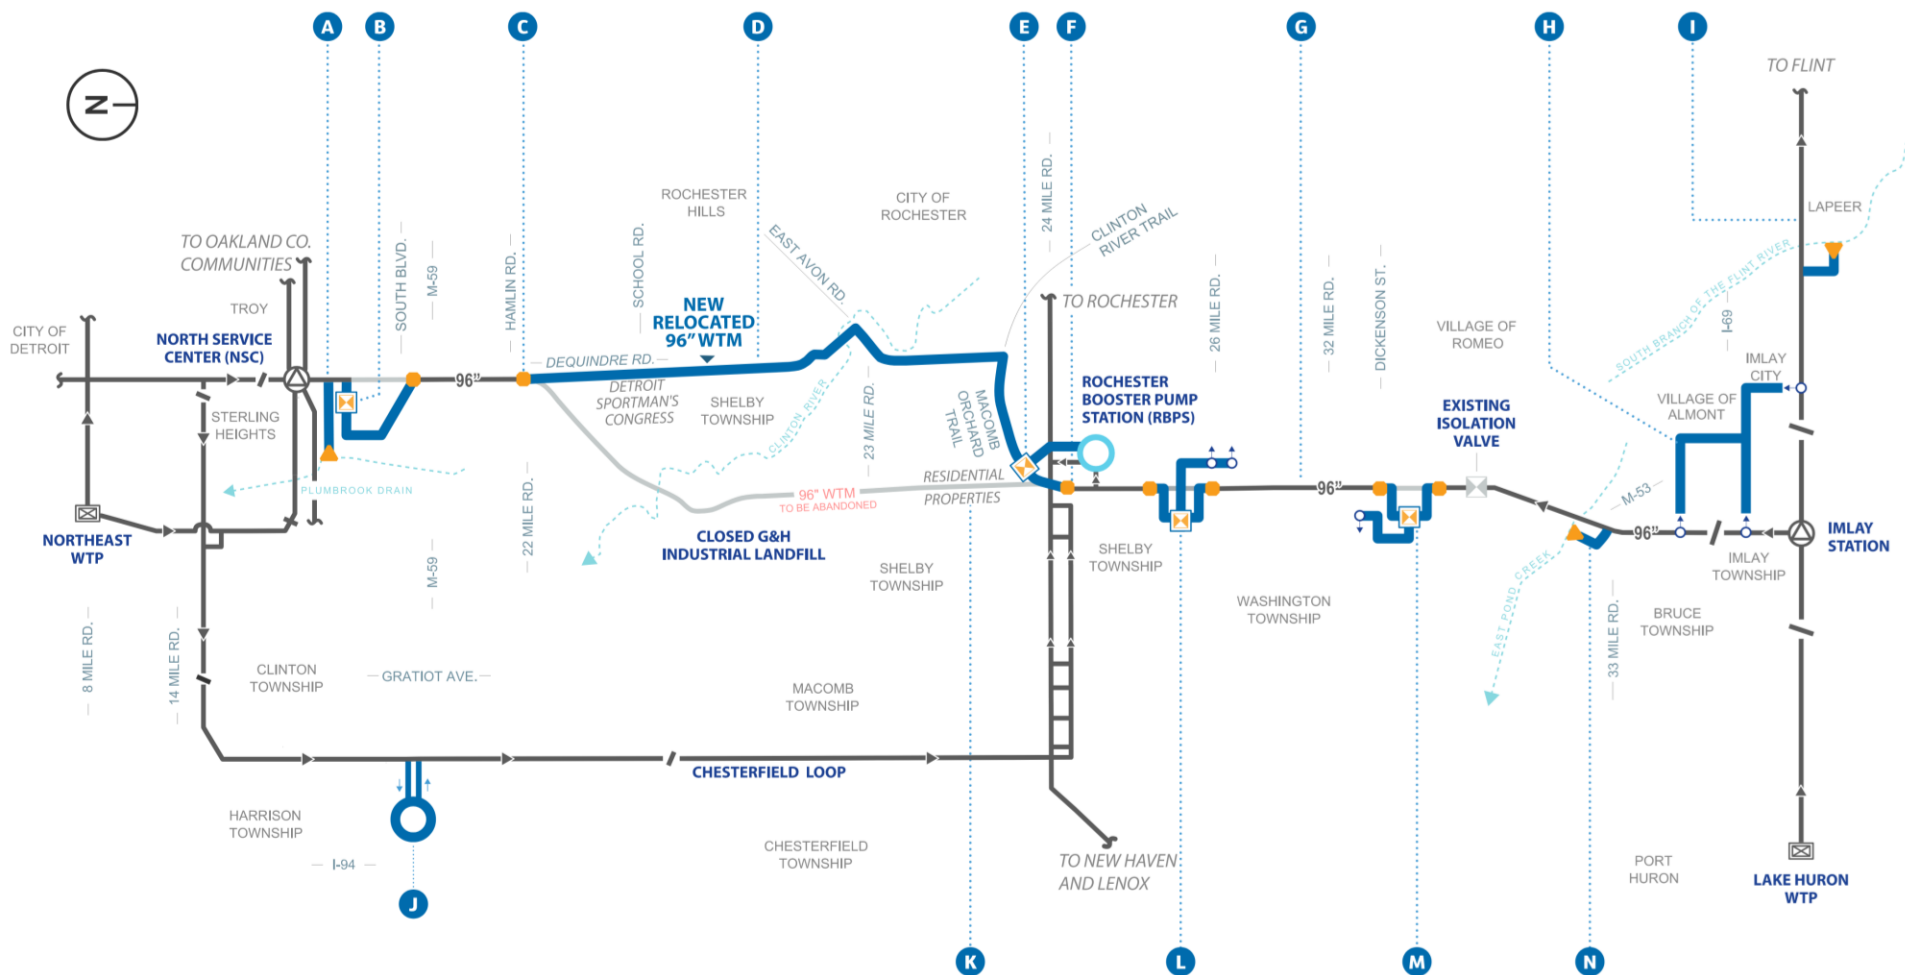 A
B
C
D
E
F
G
H
I
N
TO FLINT
LAPEER
24 MILE RD.
ROCHESTER
HILLS
CITY OF
ROCHESTER
CLINTON
RIVER TRAIL
TO OAKLAND CO.
COMMUNITIES
SOUTH BLVD.
M-59
HAMLIN RD.
SCHOOL RD.
EAST AVON RD.
SOUTH BRANCH OF THE FLINT RIVER
I-69
TROY
NEW
RELOCATED
96" WTM
TO ROCHESTER
26 MILE RD.
32 MILE RD.
DICKENSON ST.
VILLAGE OF
ROMEO
CITY OF
DETROIT
NORTH SERVICE
CENTER (NSC)
DEQUINDRE RD.
IMLAY
CITY
96"
DETROIT
SPORTMAN'S
CONGRESS
SHELBY
TOWNSHIP
CLINTON RIVER
23 MILE RD.
MACOMB
ORCHARD
TRAIL
ROCHESTER
BOOSTER PUMP
STATION (RBPS)
EXISTING
ISOLATION
VALVE
VILLAGE OF
ALMONT
STERLING
HEIGHTS
PLUMBROOK DRAIN
RESIDENTIAL
PROPERTIES
96" WTM
TO BE ABANDONED
96"
M-53
96"
NORTHEAST
WTP
22 MILE RD.
CLOSED G&H
INDUSTRIAL LANDFILL
SHELBY
TOWNSHIP
SHELBY
TOWNSHIP
IMLAY
TOWNSHIP
IMLAY
STATION
M-59
WASHINGTON
TOWNSHIP
EAST POND CREEK
33 MILE RD.
BRUCE
TOWNSHIP
8 MILE RD.
14 MILE RD.
CLINTON
TOWNSHIP
GRATIOT AVE.
MACOMB
TOWNSHIP
CHESTERFIELD LOOP
HARRISON
TOWNSHIP
I-94
CHESTERFIELD
TOWNSHIP
TO NEW HAVEN
AND LENOX
PORT
HURON
LAKE HURON
WTP
J
K
L
M
N